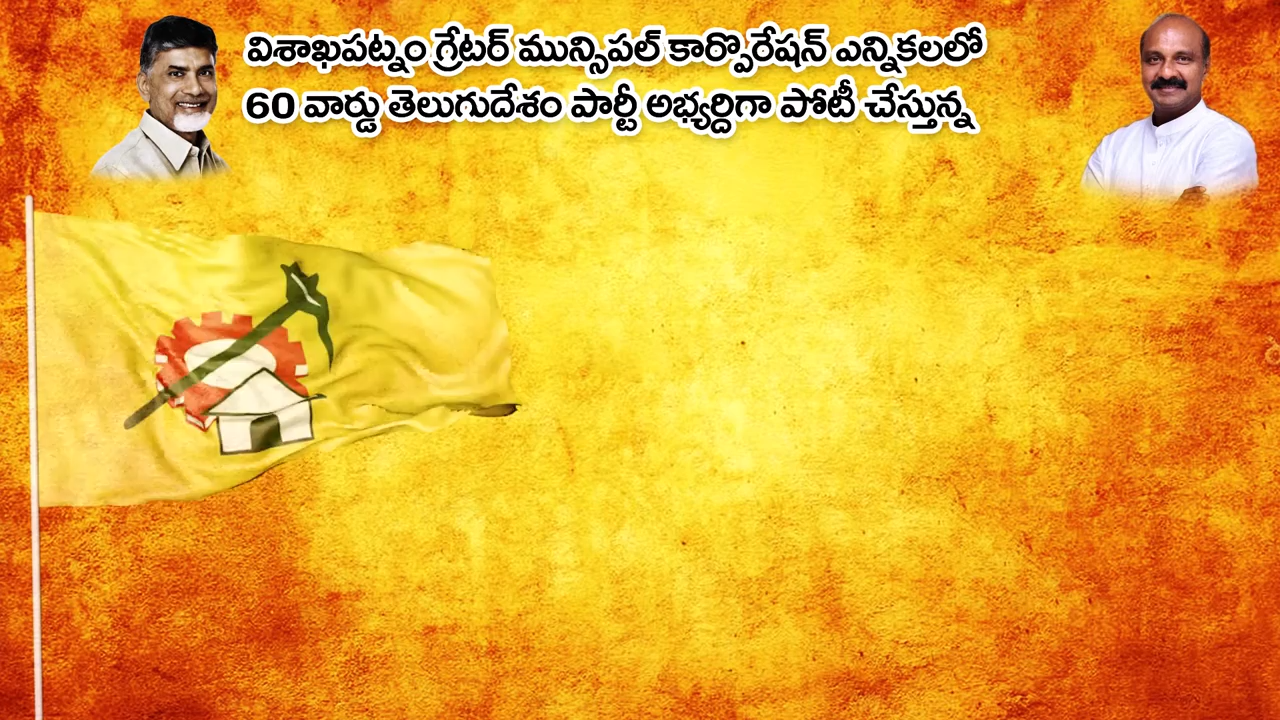 విశాఖపట్నం గ్రేటర్ మున్సిపల్ కార్పొరేషన్ ఎన్నికలలో
60 వార్డు తెలుగుదేశం పార్టీ అభ్యర్దిగా పోటీ చేస్తున్న